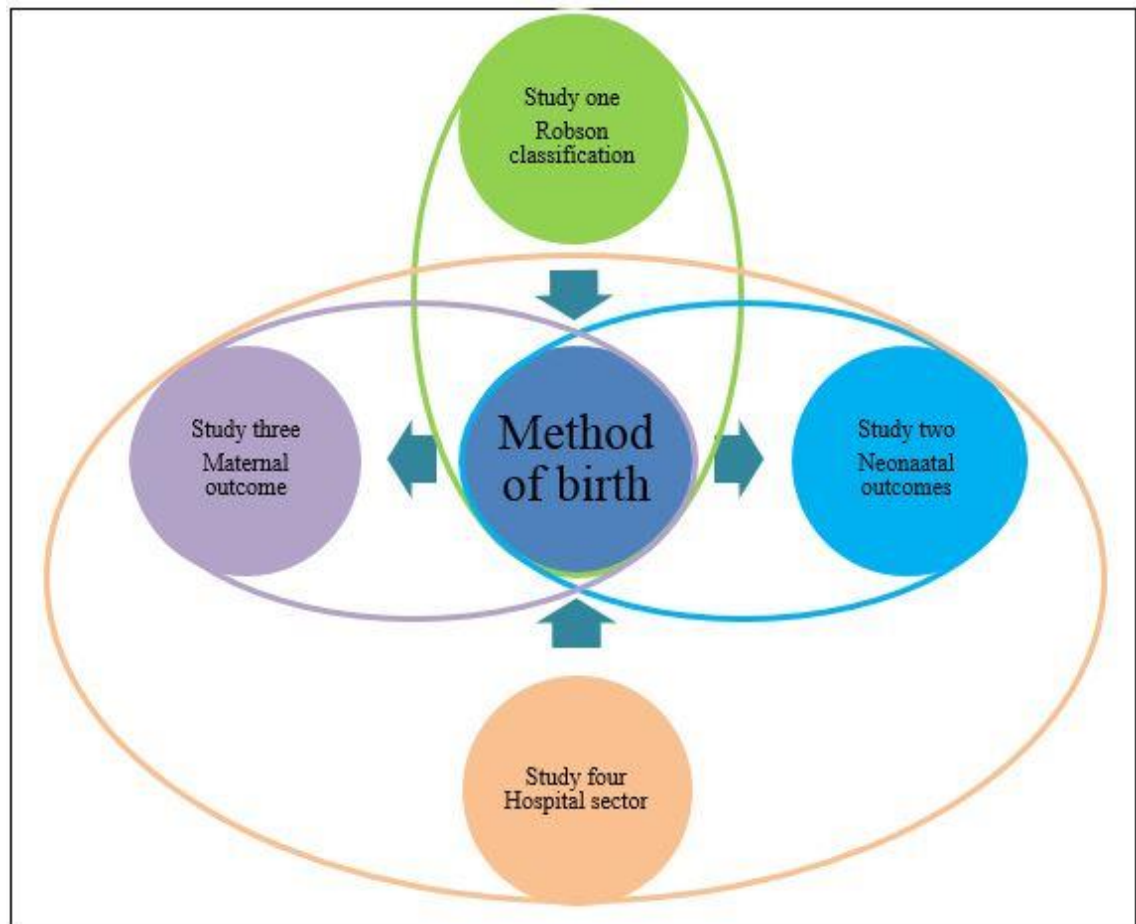 Study one
Robson
classification
Study three
Maternal
outcome
Method
of birth
Study two
Neonaatal
outcomes
Study four
Hospital sector